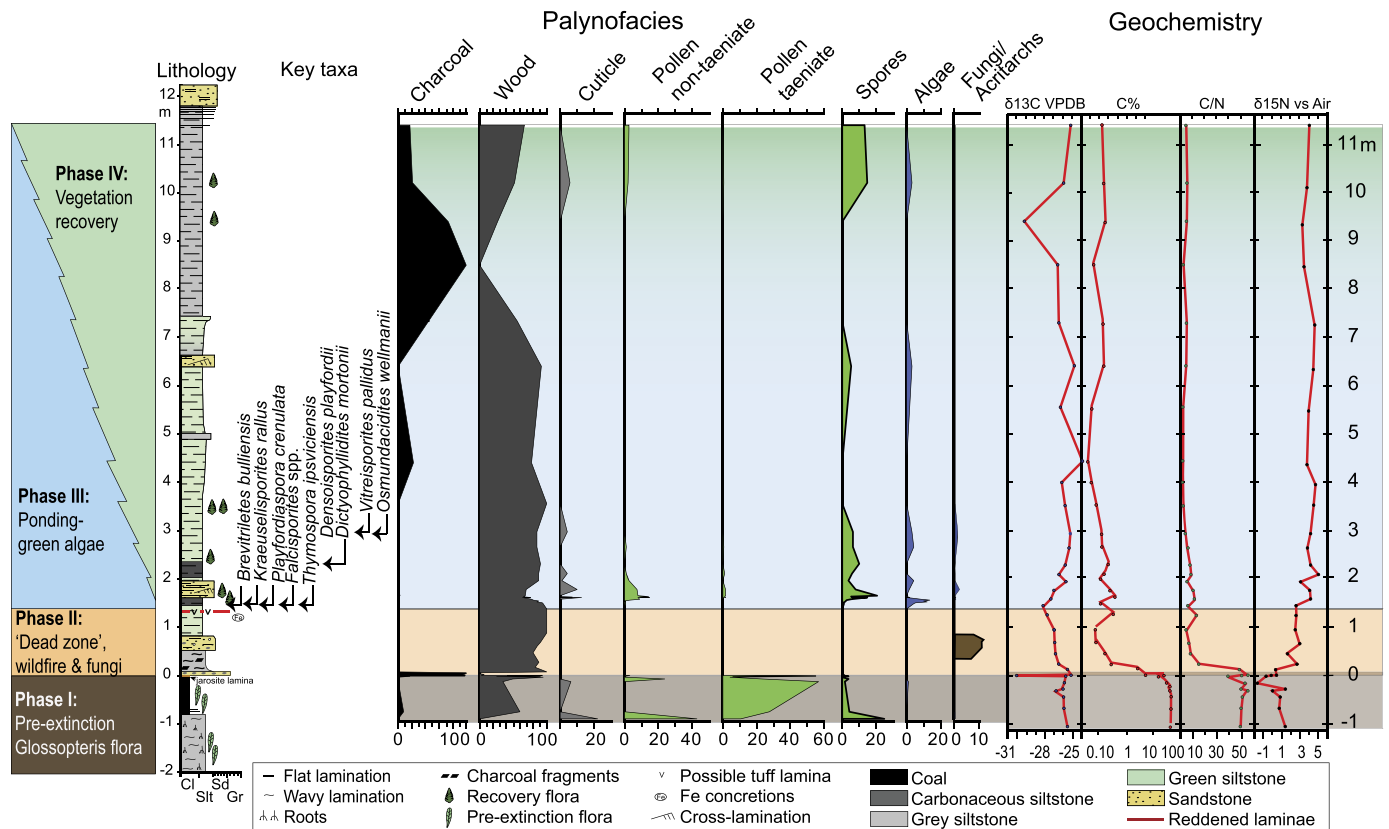 Palynofacies
Geochemistry
Lithology
Key taxa
Charcoal
Wood
Cuticle
Pollen
non-taeniate
Pollen
taeniate
Spores
Algae
Fungi/
Acritarchs
δ13C VPDB
C%
C/N
δ15N vs Air
12
m
11
10
9
8
7
6
5
4
3
2
1
0
-1
-2
Phase IV:
Vegetation
recovery
Phase III:
Ponding-
green algae
Phase II:
'Dead zone',
wildfire & fungi
Phase I:
Pre-extinction
Glossopteris flora
v v
Fe
jarosite lamina
Brevitriletes bulliensis
Kraeuselisporites rallus
Playfordiaspora crenulata
Falcisporites spp.
Thymospora ipsviciensis
Densoisporites playfordii
Dictyophyllidites mortonii
Vitreisporites pallidus
Osmundacidites wellmanii
11 m
10
9
8
7
6
5
4
3
2
1
0
-1
Cl Sd
Slt Gr
0 100 0 100 20 0 20 40 0 20 40 60 0 20 0 20 0 10
-31 -28 -25 0.10 1 10 100 10 30 50 -1 1 3 5
Flat lamination
Wavy lamination
Roots
Charcoal fragments
Recovery flora
Pre-extinction flora
v Possible tuff lamina
Fe Fe concretions
Cross-lamination
Coal
Carbonaceous siltstone
Grey siltstone
Green siltstone
Sandstone
Reddened laminae